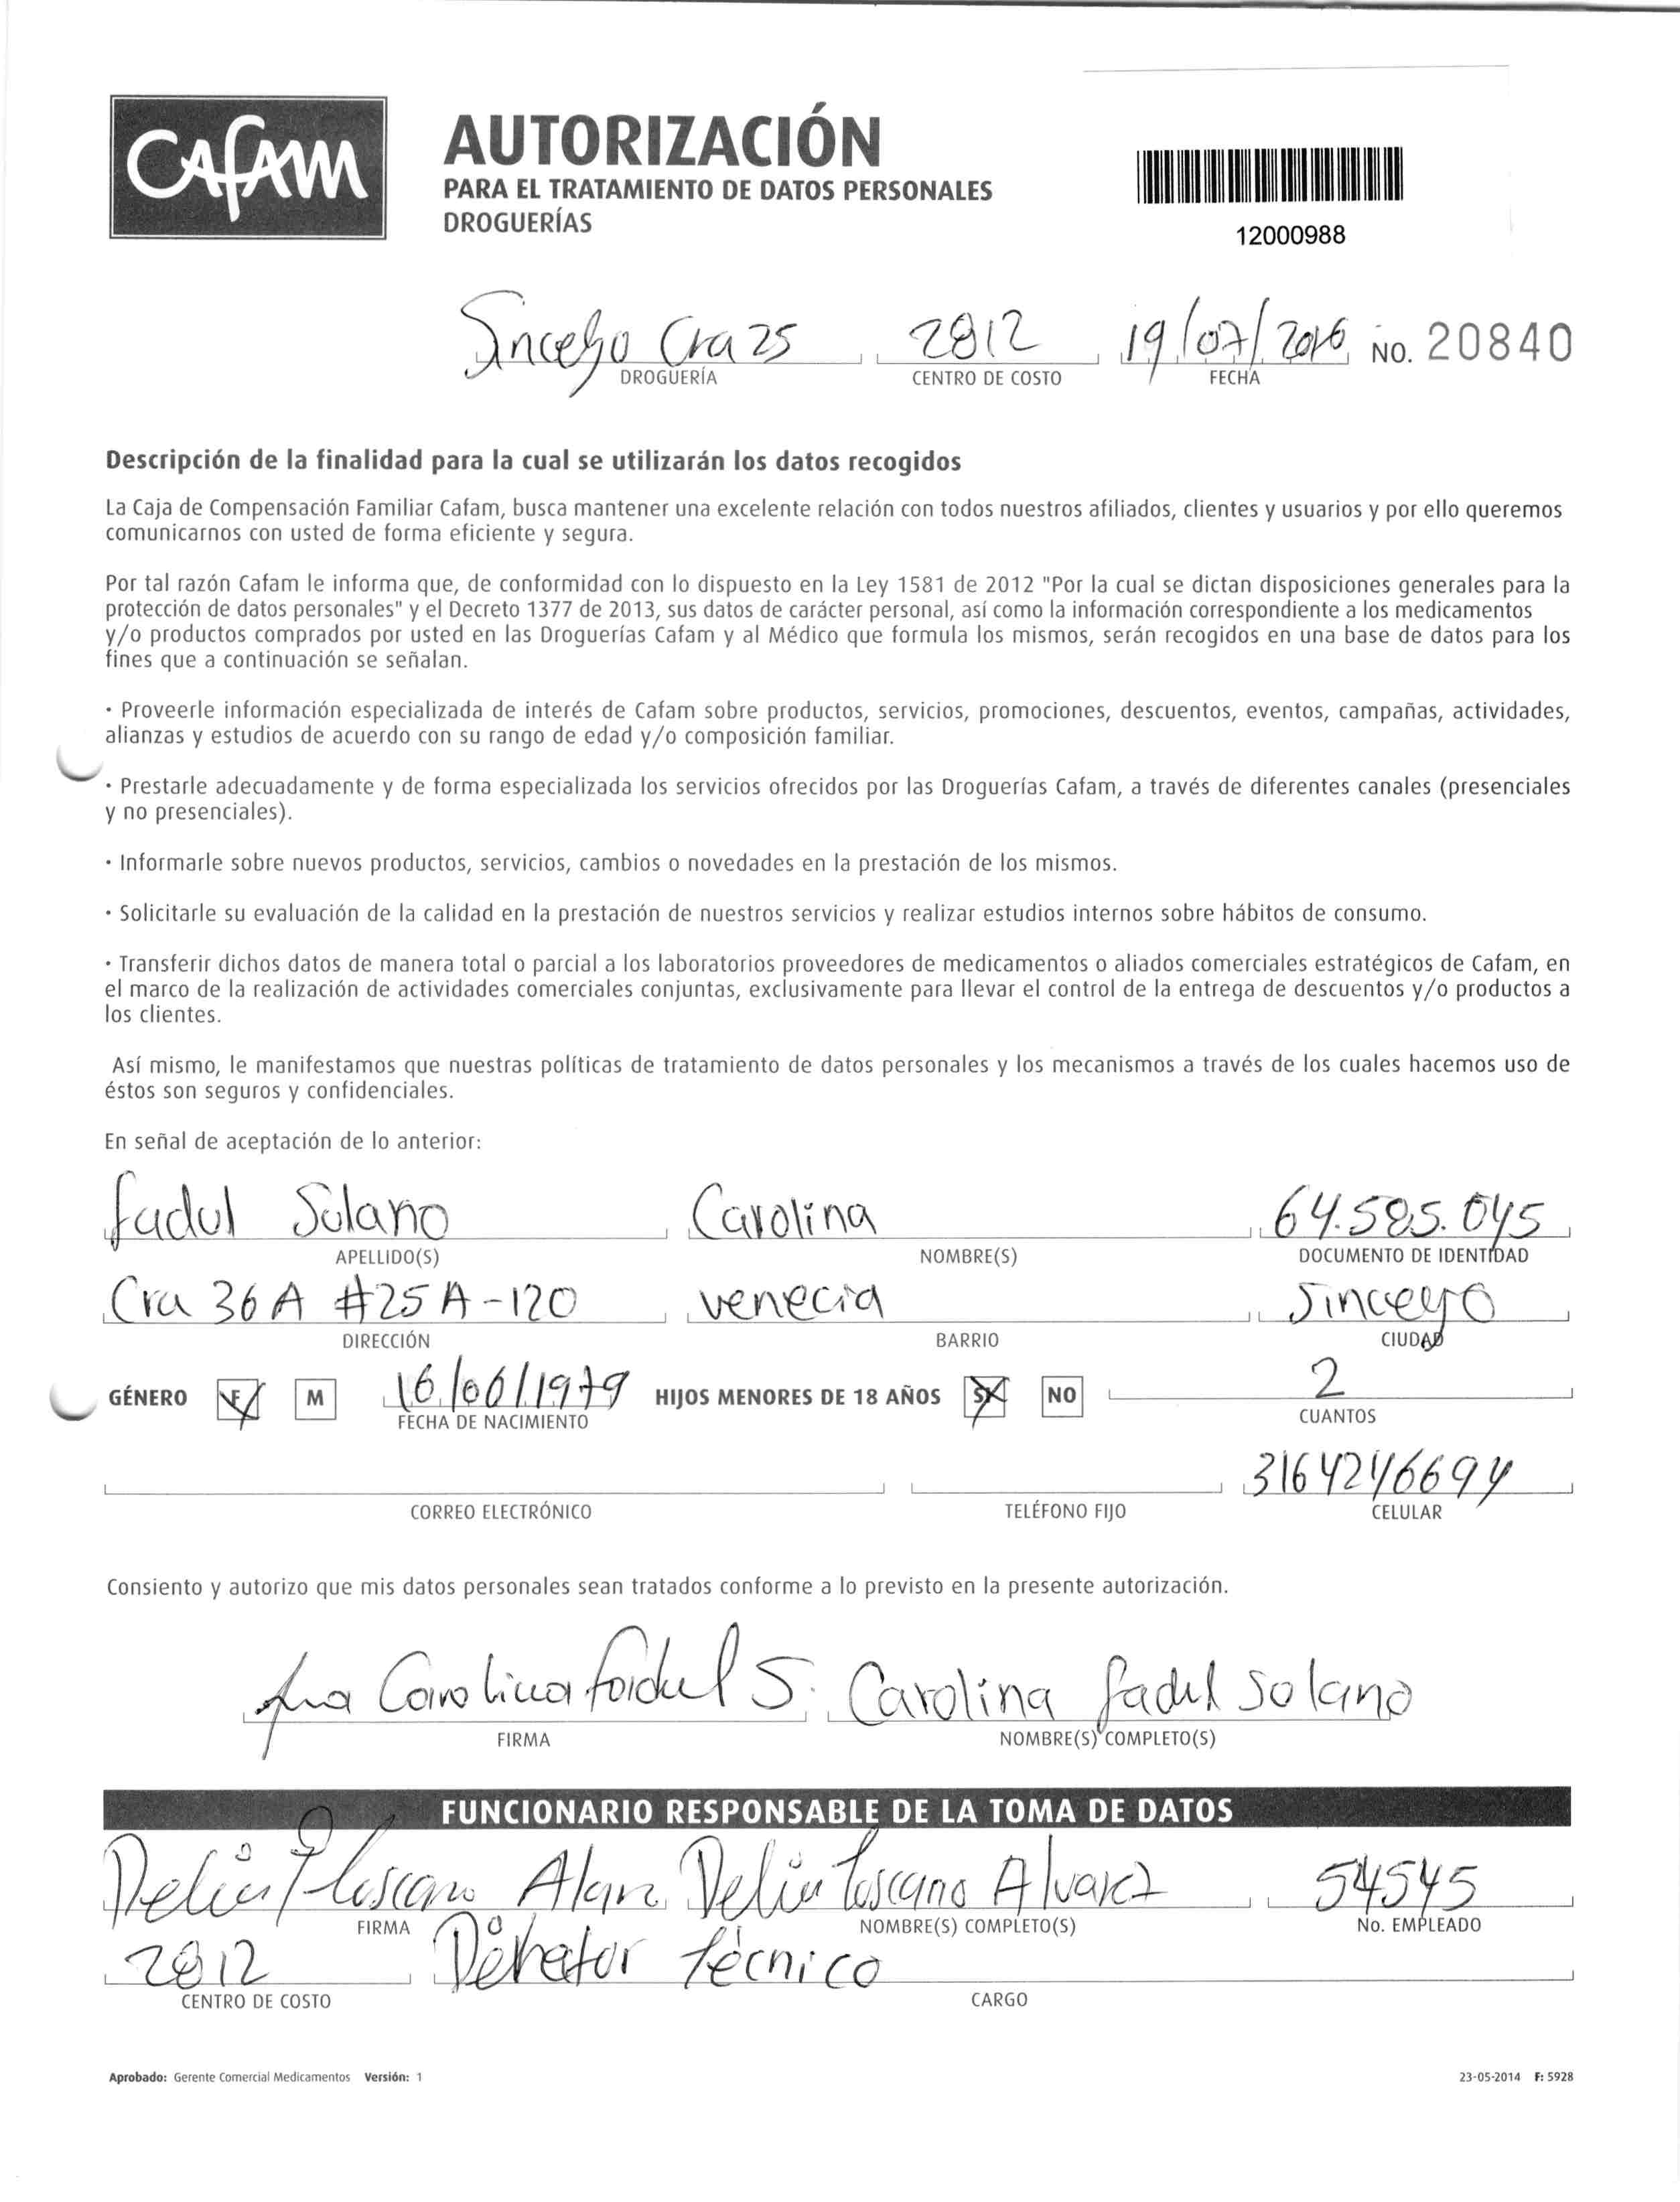 CAFAM
AUTORIZACIÓN
PARA EL TRATAMIENTO DE DATOS PERSONALES
DROGUERÍAS
12000988
Sincelejo Cra 25 2812 19/07/2016 No. 20840
DROGUERÍA CENTRO DE COSTO FECHA
Descripción de la finalidad para la cual se utilizarán los datos recogidos
La Caja de Compensación Familiar Cafam, busca mantener una excelente relación con todos nuestros afiliados, clientes y usuarios y por ello queremos
comunicarnos con usted de forma eficiente y segura.
Por tal razón Cafam le informa que, de conformidad con lo dispuesto en la Ley 1581 de 2012 "Por la cual se dictan disposiciones generales para la
protección de datos personales" y el Decreto 1377 de 2013, sus datos de carácter personal, así como la información correspondiente a los medicamentos
y/o productos comprados por usted en las Droguerías Cafam y al Médico que formula los mismos, serán recogidos en una base de datos para los
fines que a continuación se señalan.
· Proveerle información especializada de interés de Cafam sobre productos, servicios, promociones, descuentos, eventos, campañas, actividades,
alianzas y estudios de acuerdo con su rango de edad y/o composición familiar.
· Prestarle adecuadamente y de forma especializada los servicios ofrecidos por las Droguerías Cafam, a través de diferentes canales (presenciales
y no presenciales).
· Informarle sobre nuevos productos, servicios, cambios o novedades en la prestación de los mismos.
· Solicitarle su evaluación de la calidad en la prestación de nuestros servicios y realizar estudios internos sobre hábitos de consumo.
· Transferir dichos datos de manera total o parcial a los laboratorios proveedores de medicamentos o aliados comerciales estratégicos de Cafam, en
el marco de la realización de actividades comerciales conjuntas, exclusivamente para llevar el control de la entrega de descuentos y/o productos a
los clientes.
Así mismo, le manifestamos que nuestras políticas de tratamiento de datos personales y los mecanismos a través de los cuales hacemos uso de
éstos son seguros y confidenciales.
En señal de aceptación de lo anterior:
fadul Solano Carolina 64.585.045
APELLIDO(S) NOMBRE(S) DOCUMENTO DE IDENTIDAD
Cra 36 A #25 A-120 venecia Sincelejo
DIRECCIÓN BARRIO CIUDAD
GÉNERO F M 16/06/1979 HIJOS MENORES DE 18 AÑOS SI NO 2
FECHA DE NACIMIENTO CUANTOS
3164246694
CORREO ELECTRÓNICO TELÉFONO FIJO CELULAR
Consiento y autorizo que mis datos personales sean tratados conforme a lo previsto en la presente autorización.
Ana Carolina fadul S. Carolina fadul Solano
FIRMA NOMBRE(S) COMPLETO(S)
FUNCIONARIO RESPONSABLE DE LA TOMA DE DATOS
Toscano Toscano Alvarez 54545
FIRMA NOMBRE(S) COMPLETO(S) No. EMPLEADO
2812 técnico
CENTRO DE COSTO CARGO
Aprobado: Gerente Comercial Medicamentos Versión: 1 23-05-2014 F: 5928